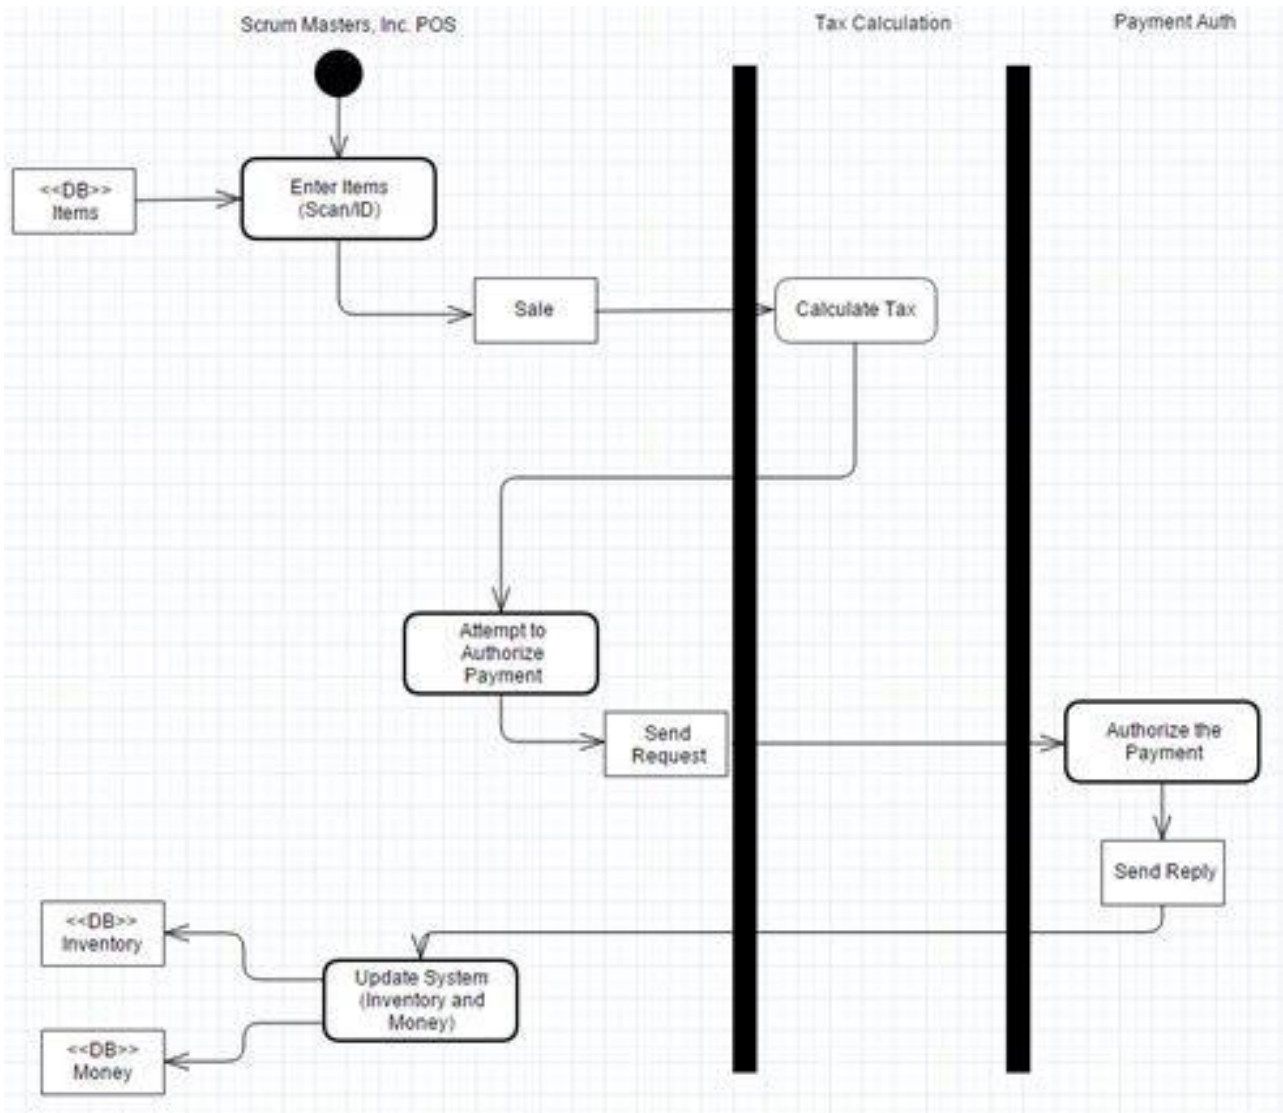 Scrum Masters, Inc. POS
Tax Calculation
Payment Auth
<<DB>>
Items
Enter Items
(Scan/ID)
Sale
Calculate Tax
Attempt to
Authorize
Payment
Send
Request
Authorize the
Payment
Send Reply
<<DB>>
Inventory
Update System
(Inventory and
Money)
<<DB>>
Money